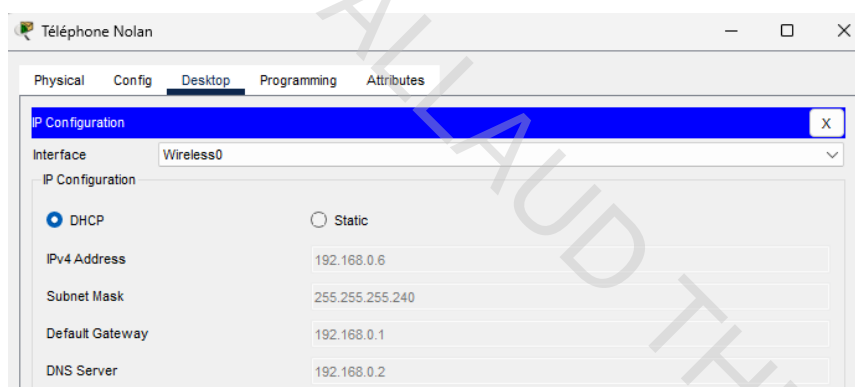 Téléphone Nolan
Physical Config Desktop Programming Attributes
IP Configuration X
Interface Wireless0
IP Configuration
DHCP Static
IPv4 Address 192.168.0.6
Subnet Mask 255.255.255.240
Default Gateway 192.168.0.1
DNS Server 192.168.0.2